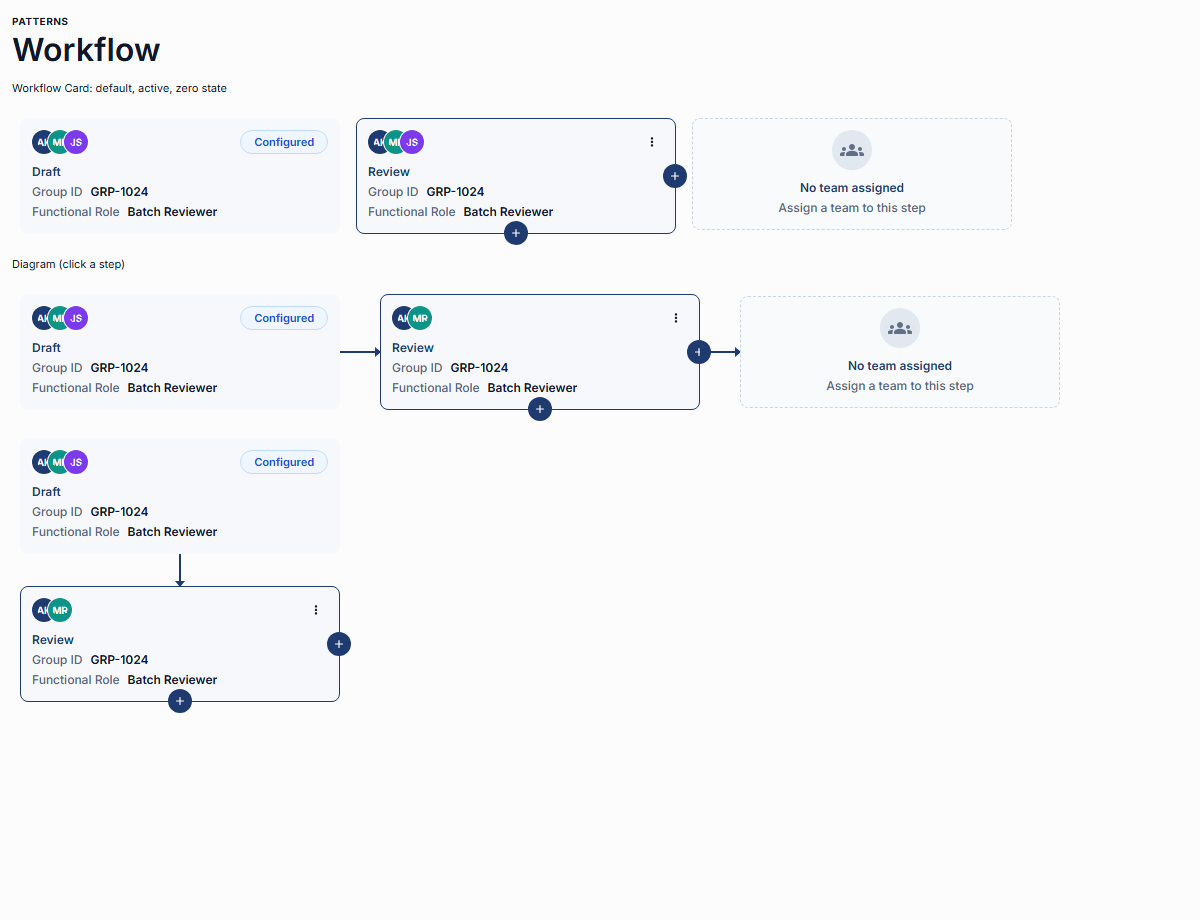 PATTERNS
Workflow
Workflow Card: default, active, zero state
JS
Configured
Draft
Group ID GRP-1024
Functional Role Batch Reviewer
JS
Review
Group ID GRP-1024
Functional Role Batch Reviewer
No team assigned
Assign a team to this step
Diagram (click a step)
JS
Configured
Draft
Group ID GRP-1024
Functional Role Batch Reviewer
MR
Review
Group ID GRP-1024
Functional Role Batch Reviewer
No team assigned
Assign a team to this step
JS
Configured
Draft
Group ID GRP-1024
Functional Role Batch Reviewer
MR
Review
Group ID GRP-1024
Functional Role Batch Reviewer